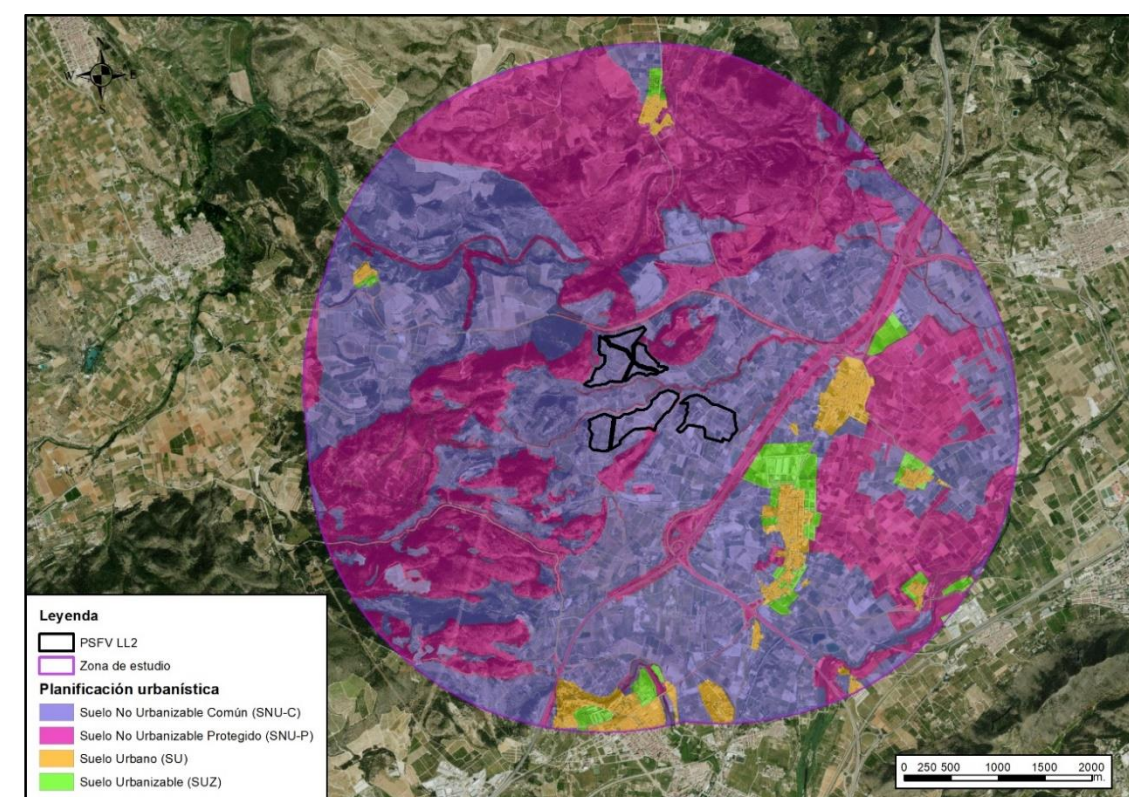 N
W E
S
Leyenda
PSFV LL2
Zona de estudio
Planificación urbanística
Suelo No Urbanizable Común (SNU-C)
Suelo No Urbanizable Protegido (SNU-P)
Suelo Urbano (SU)
Suelo Urbanizable (SUZ)
0 250 500 1000 1500 2000
m.